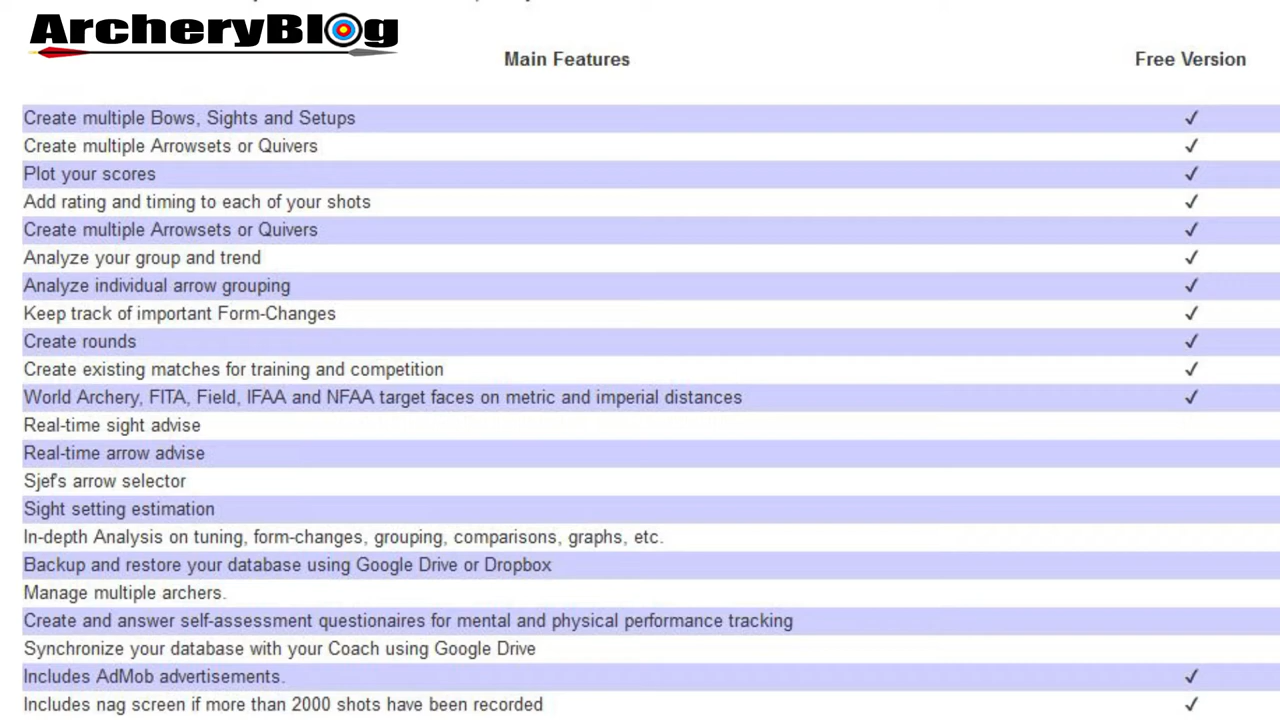 ArcheryBlog
Main Features Free Version
Create multiple Bows, Sights and Setups ✓
Create multiple Arrowsets or Quivers ✓
Plot your scores ✓
Add rating and timing to each of your shots ✓
Create multiple Arrowsets or Quivers ✓
Analyze your group and trend ✓
Analyze individual arrow grouping ✓
Keep track of important Form-Changes ✓
Create rounds ✓
Create existing matches for training and competition ✓
World Archery, FITA, Field, IFAA and NFAA target faces on metric and imperial distances ✓
Real-time sight advise
Real-time arrow advise
Sjef's arrow selector
Sight setting estimation
In-depth Analysis on tuning, form-changes, grouping, comparisons, graphs, etc.
Backup and restore your database using Google Drive or Dropbox
Manage multiple archers.
Create and answer self-assessment questionaires for mental and physical performance tracking
Synchronize your database with your Coach using Google Drive
Includes AdMob advertisements. ✓
Includes nag screen if more than 2000 shots have been recorded ✓